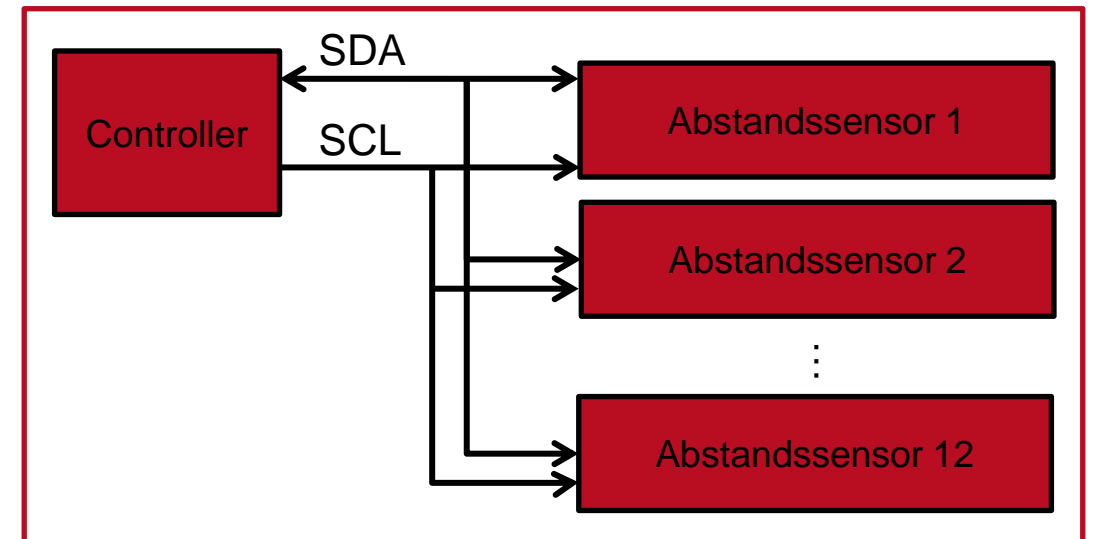 SDA
Controller
SCL
Abstandssensor 1
Abstandssensor 2
⋮
Abstandssensor 12